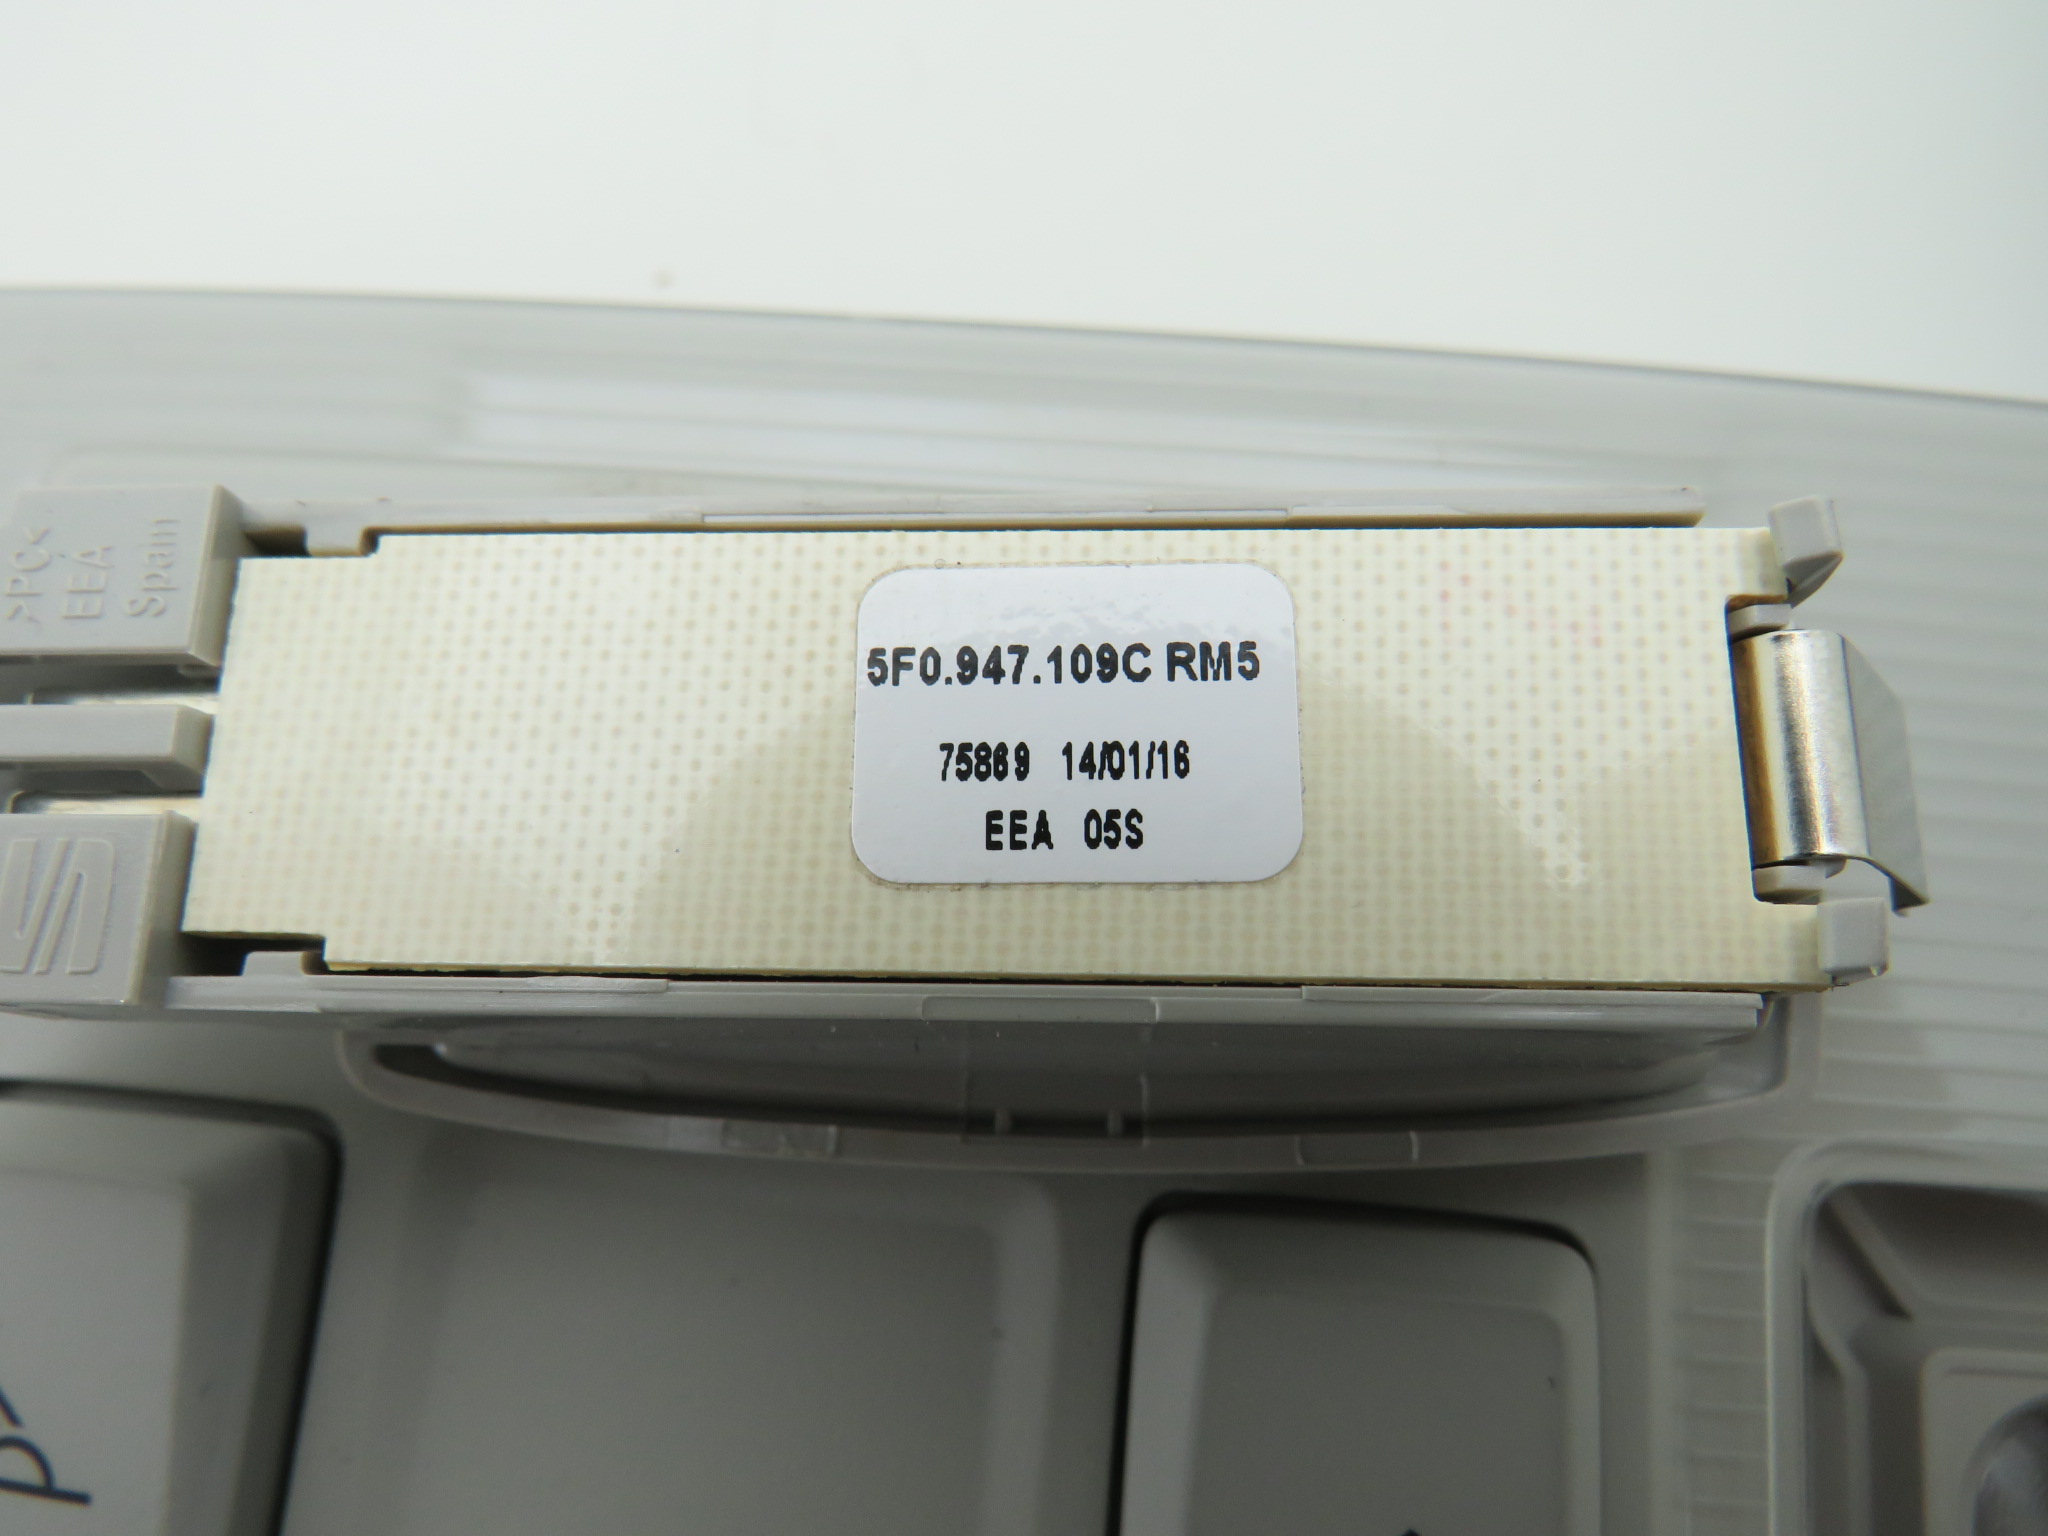 5F0.947.109C RM5
75869 14/01/16
EEA 05S
>PC<
EEA
Spain